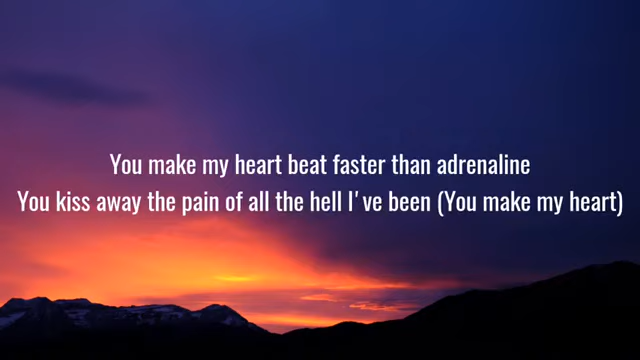 You make my heart beat faster than adrenaline
You kiss away the pain of all the hell I've been (You make my heart)